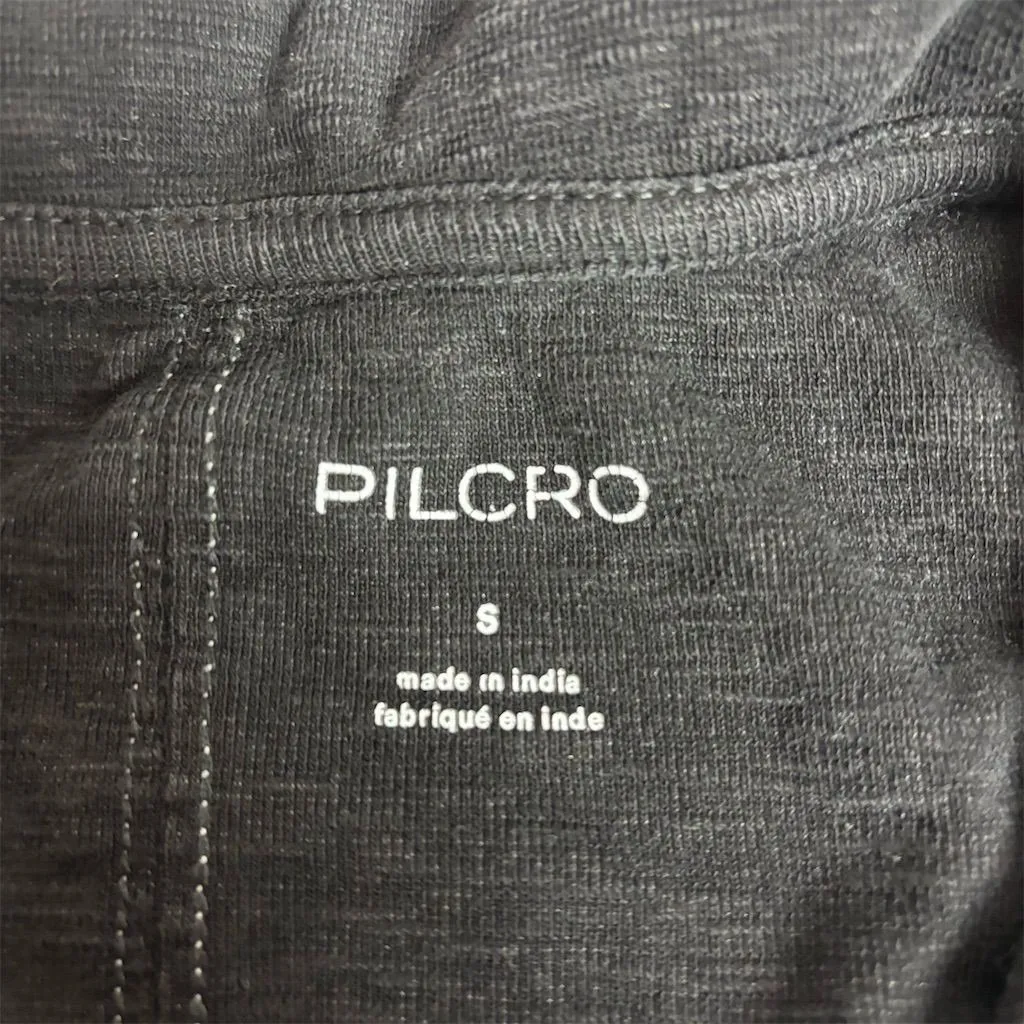 PILCRO
S
made in india
fabriqué en inde